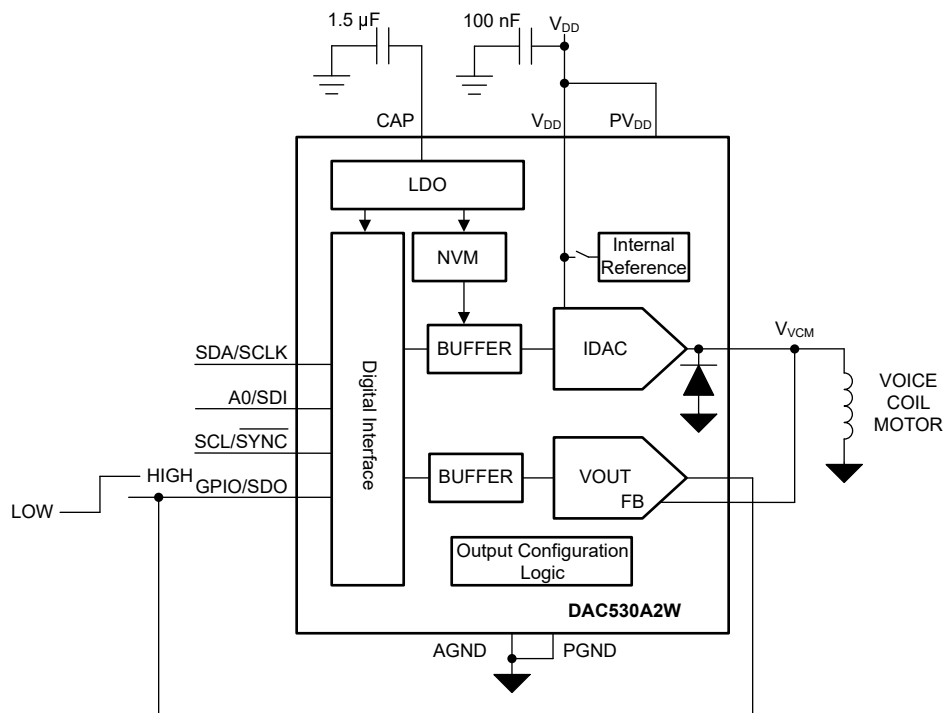 1.5 µF
100 nF
VDD
CAP
VDD
PVDD
LDO
NVM
Internal
Reference
BUFFER
IDAC
VVCM
SDA/SCLK
A0/SDI
SCL/SYNC
GPIO/SDO
HIGH
LOW
Digital Interface
VOICE
COIL
MOTOR
BUFFER
VOUT
FB
Output Configuration
Logic
DAC530A2W
AGND
PGND